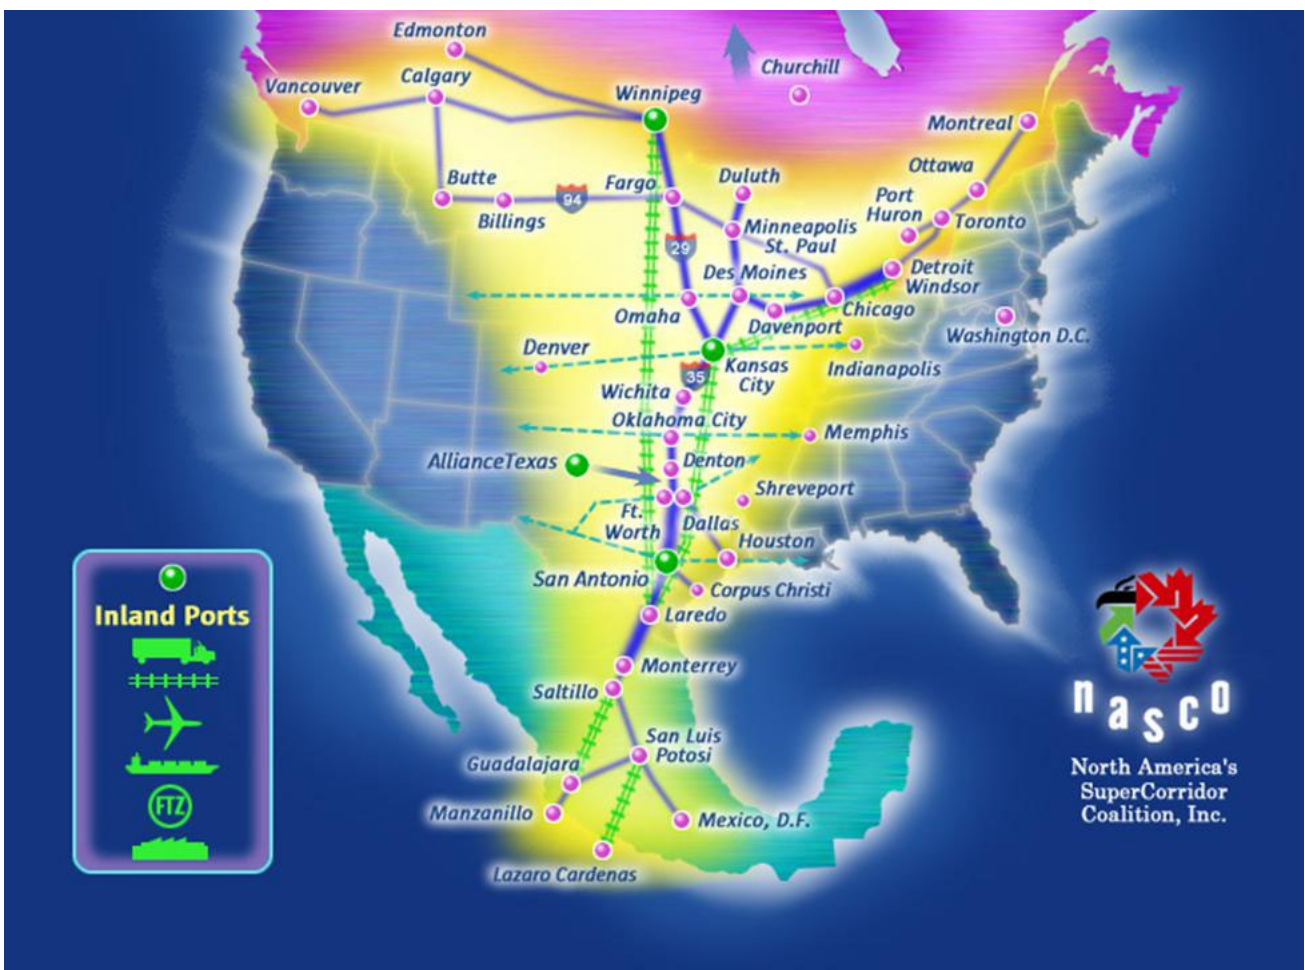 Edmonton
Churchill
Calgary
Vancouver
Winnipeg
Montreal
Ottawa
Duluth
Butte
Fargo
Port
Huron
Toronto
94
Billings
Minneapolis
St. Paul
29
Des Moines
Detroit
Windsor
Omaha
Davenport
Chicago
Washington D.C.
Denver
Kansas
City
Indianapolis
35
Wichita
Oklahoma City
Memphis
AllianceTexas
Denton
Shreveport
Ft.
Worth
Dallas
Houston
San Antonio
Corpus Christi
Laredo
Monterrey
Saltillo
San Luis
Potosi
Guadalajara
Manzanillo
Mexico, D.F.
Lazaro Cardenas
Inland Ports
FTZ
nasco
North America's
SuperCorridor
Coalition, Inc.